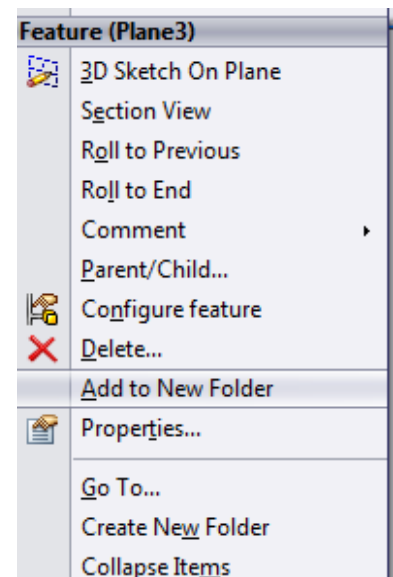 Feature (Plane3)
3D Sketch On Plane
Section View
Roll to Previous
Roll to End
Comment
Parent/Child...
Configure feature
Delete...
Add to New Folder
Properties...
Go To...
Create New Folder
Collapse Items